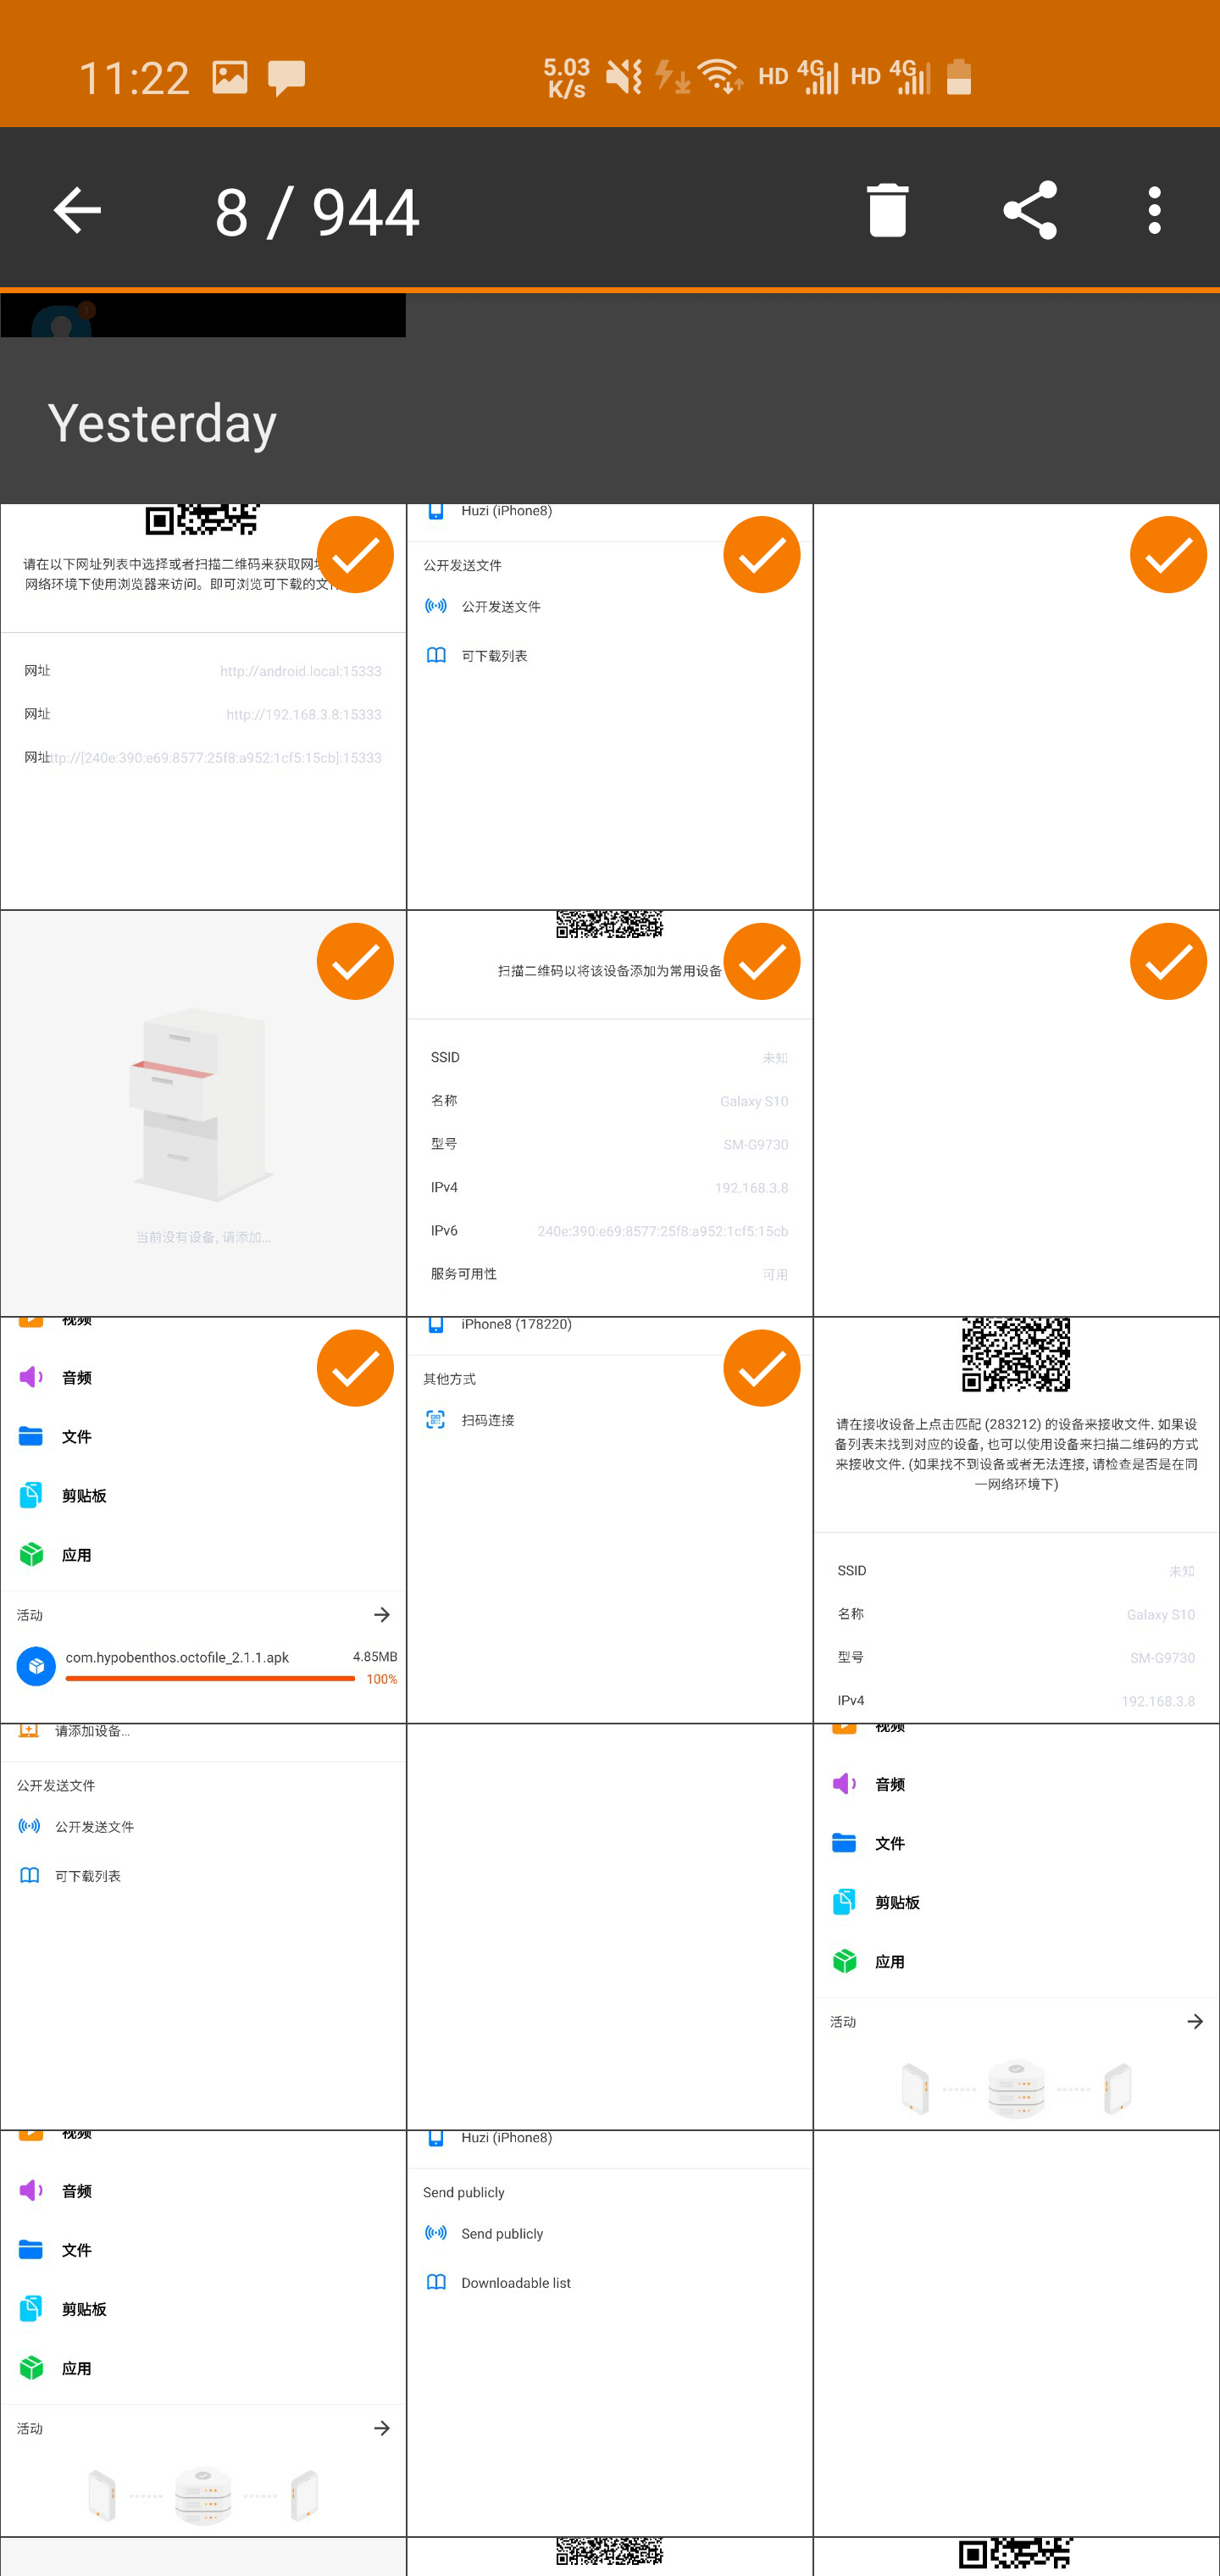 11:22
5.03
K/s
HD 4G HD 4G
8 / 944
Yesterday
请在以下网址列表中选择或者扫描二维码来获取网
网络环境下使用浏览器来访问。即可浏览可下载的文
网址 http://android.local:15333
网址 http://192.168.3.8:15333
网址 ttp://[240e:390:e69:8577:25f8:a952:1cf5:15cb]:15333
Huzi (iPhone8)
公开发送文件
公开发送文件
可下载列表
当前没有设备, 请添加...
扫描二维码以将该设备添加为常用设备
SSID 未知
名称 Galaxy S10
型号 SM-G9730
IPv4 192.168.3.8
IPv6 240e:390:e69:8577:25f8:a952:1cf5:15cb
服务可用性 可用
视频
音频
文件
剪贴板
应用
活动
com.hypobenthos.octofile_2.1.1.apk 4.85MB
100%
iPhone8 (178220)
其他方式
扫码连接
请在接收设备上点击匹配 (283212) 的设备来接收文件. 如果设
备列表未找到对应的设备, 也可以使用设备来扫描二维码的方式
来接收文件. (如果找不到设备或者无法连接, 请检查是否是在同
一网络环境下)
SSID 未知
名称 Galaxy S10
型号 SM-G9730
IPv4 192.168.3.8
请添加设备...
公开发送文件
公开发送文件
可下载列表
视频
音频
文件
剪贴板
应用
活动
视频
音频
文件
剪贴板
应用
活动
Huzi (iPhone8)
Send publicly
Send publicly
Downloadable list